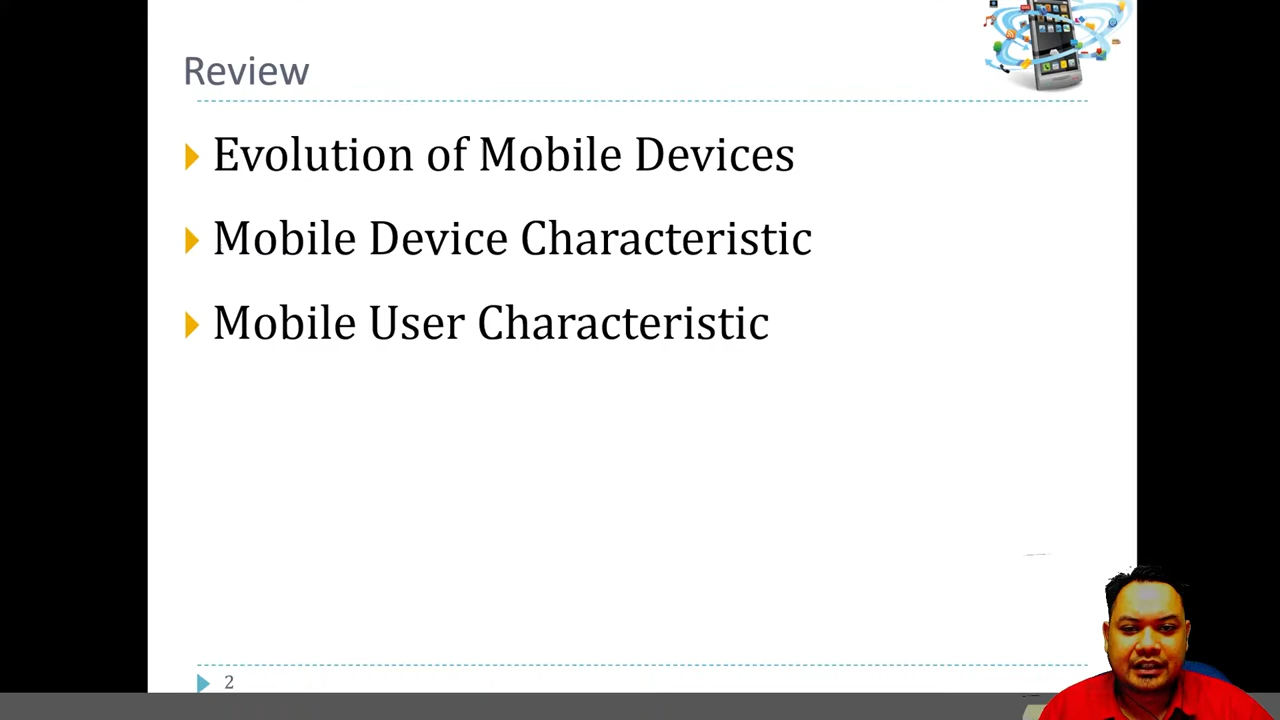 Review
Evolution of Mobile Devices
Mobile Device Characteristic
Mobile User Characteristic
2